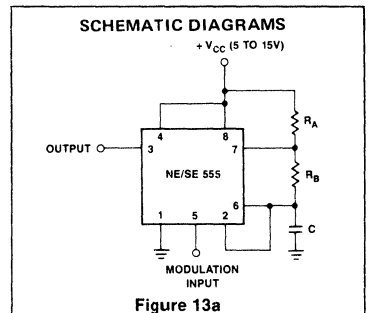 SCHEMATIC DIAGRAMS
+ VCC (5 TO 15V)
4
8
RA
OUTPUT
3
7
NE/SE 555
RB
6
1
5
2
C
MODULATION
INPUT
Figure 13a